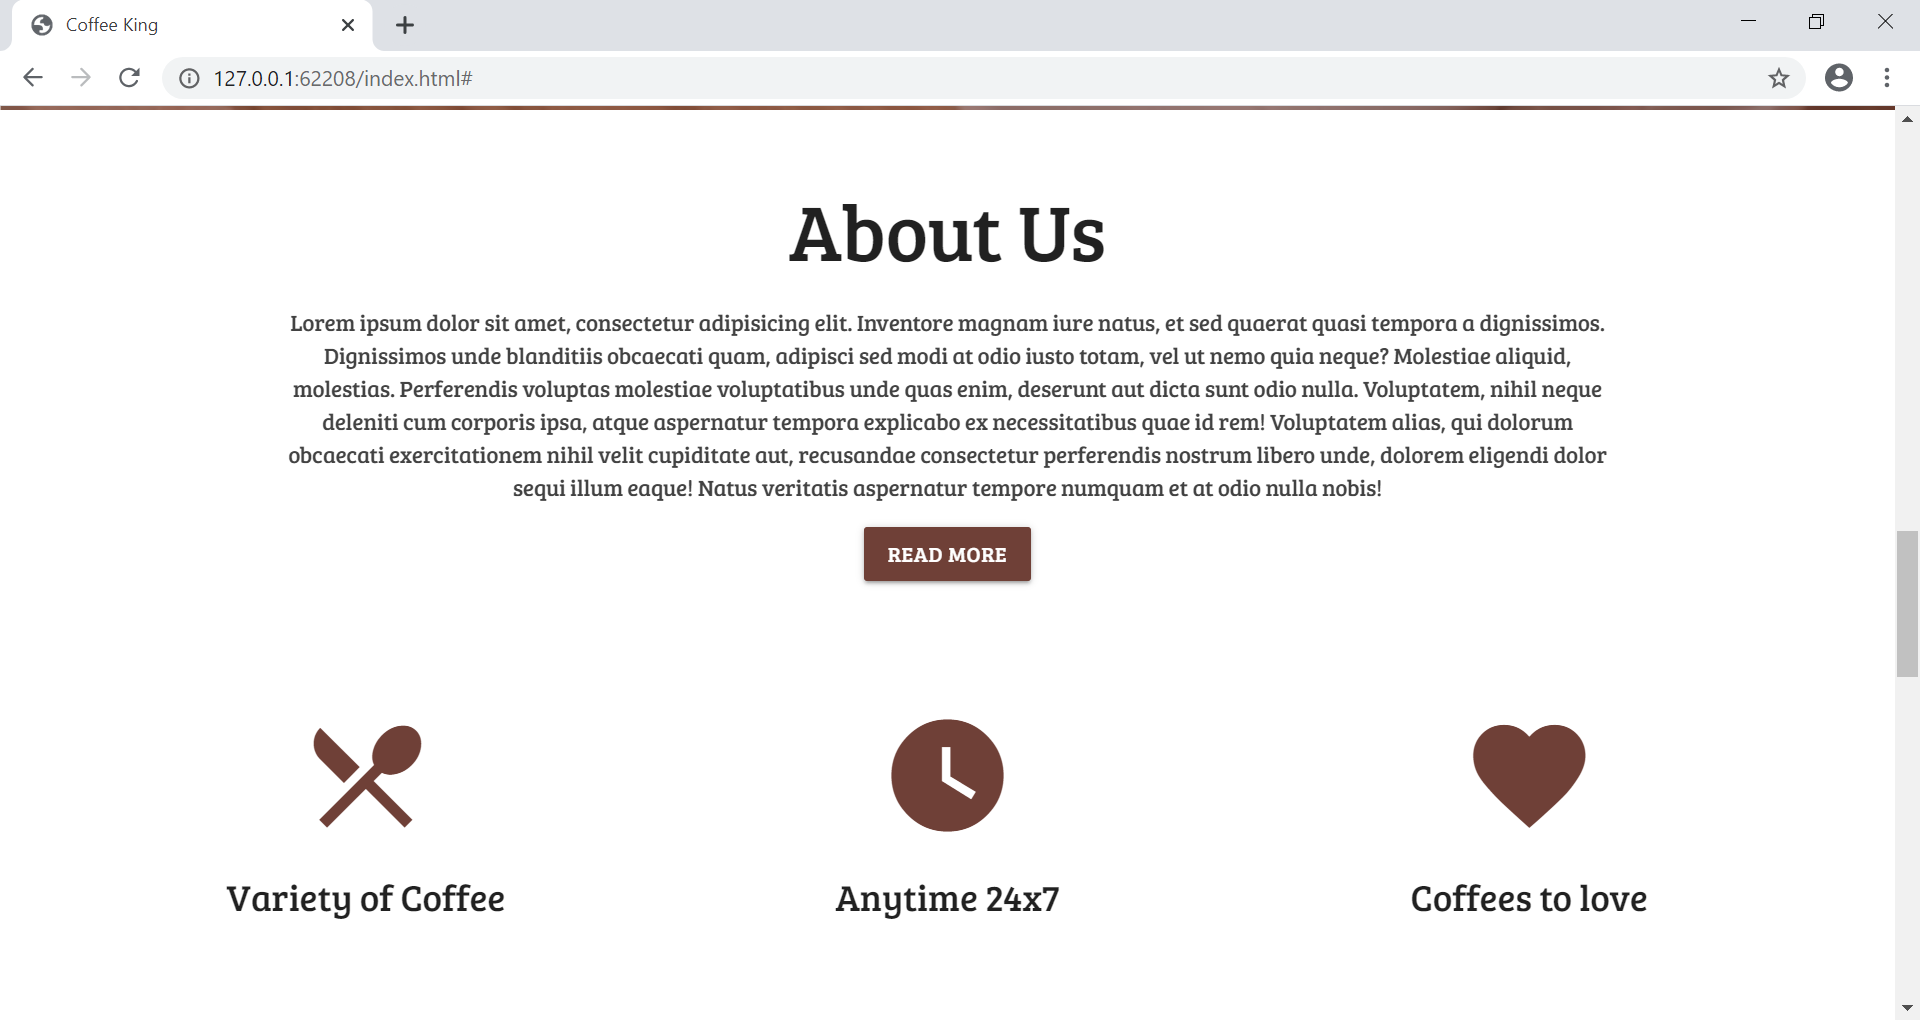 Coffee King
127.0.0.1:62208/index.html#
About Us
Lorem ipsum dolor sit amet, consectetur adipisicing elit. Inventore magnam iure natus, et sed quaerat quasi tempora a dignissimos.
Dignissimos unde blanditiis obcaecati quam, adipisci sed modi at odio iusto totam, vel ut nemo quia neque? Molestiae aliquid,
molestias. Perferendis voluptas molestiae voluptatibus unde quas enim, deserunt aut dicta sunt odio nulla. Voluptatem, nihil neque
deleniti cum corporis ipsa, atque aspernatur tempora explicabo ex necessitatibus quae id rem! Voluptatem alias, qui dolorum
obcaecati exercitationem nihil velit cupiditate aut, recusandae consectetur perferendis nostrum libero unde, dolorem eligendi dolor
sequi illum eaque! Natus veritatis aspernatur tempore numquam et at odio nulla nobis!
READ MORE
Variety of Coffee
Anytime 24x7
Coffees to love